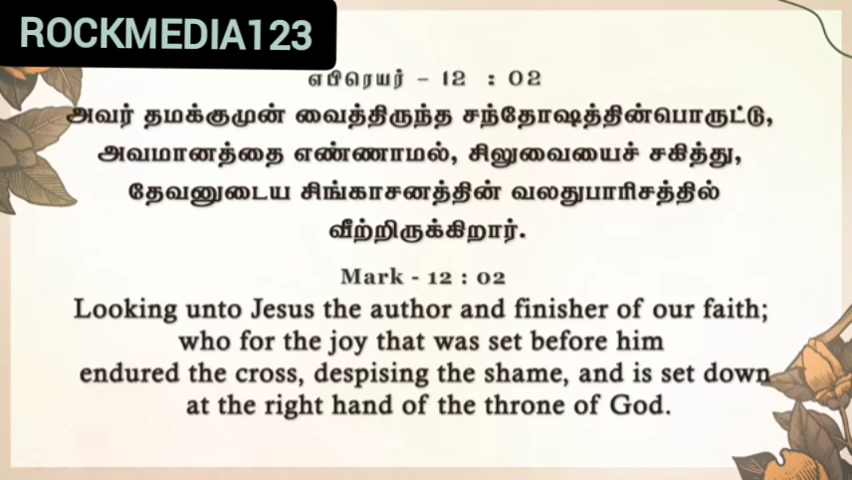 ROCKMEDIA123
எபிரெயர் – 12 : 02
அவர் தமக்குமுன் வைத்திருந்த சந்தோஷத்தின்பொருட்டு,
அவமானத்தை எண்ணாமல், சிலுவையைச் சகித்து,
தேவனுடைய சிங்காசனத்தின் வலதுபாரிசத்தில்
வீற்றிருக்கிறார்.
Mark - 12 : 02
Looking unto Jesus the author and finisher of our faith;
who for the joy that was set before him
endured the cross, despising the shame, and is set down
at the right hand of the throne of God.